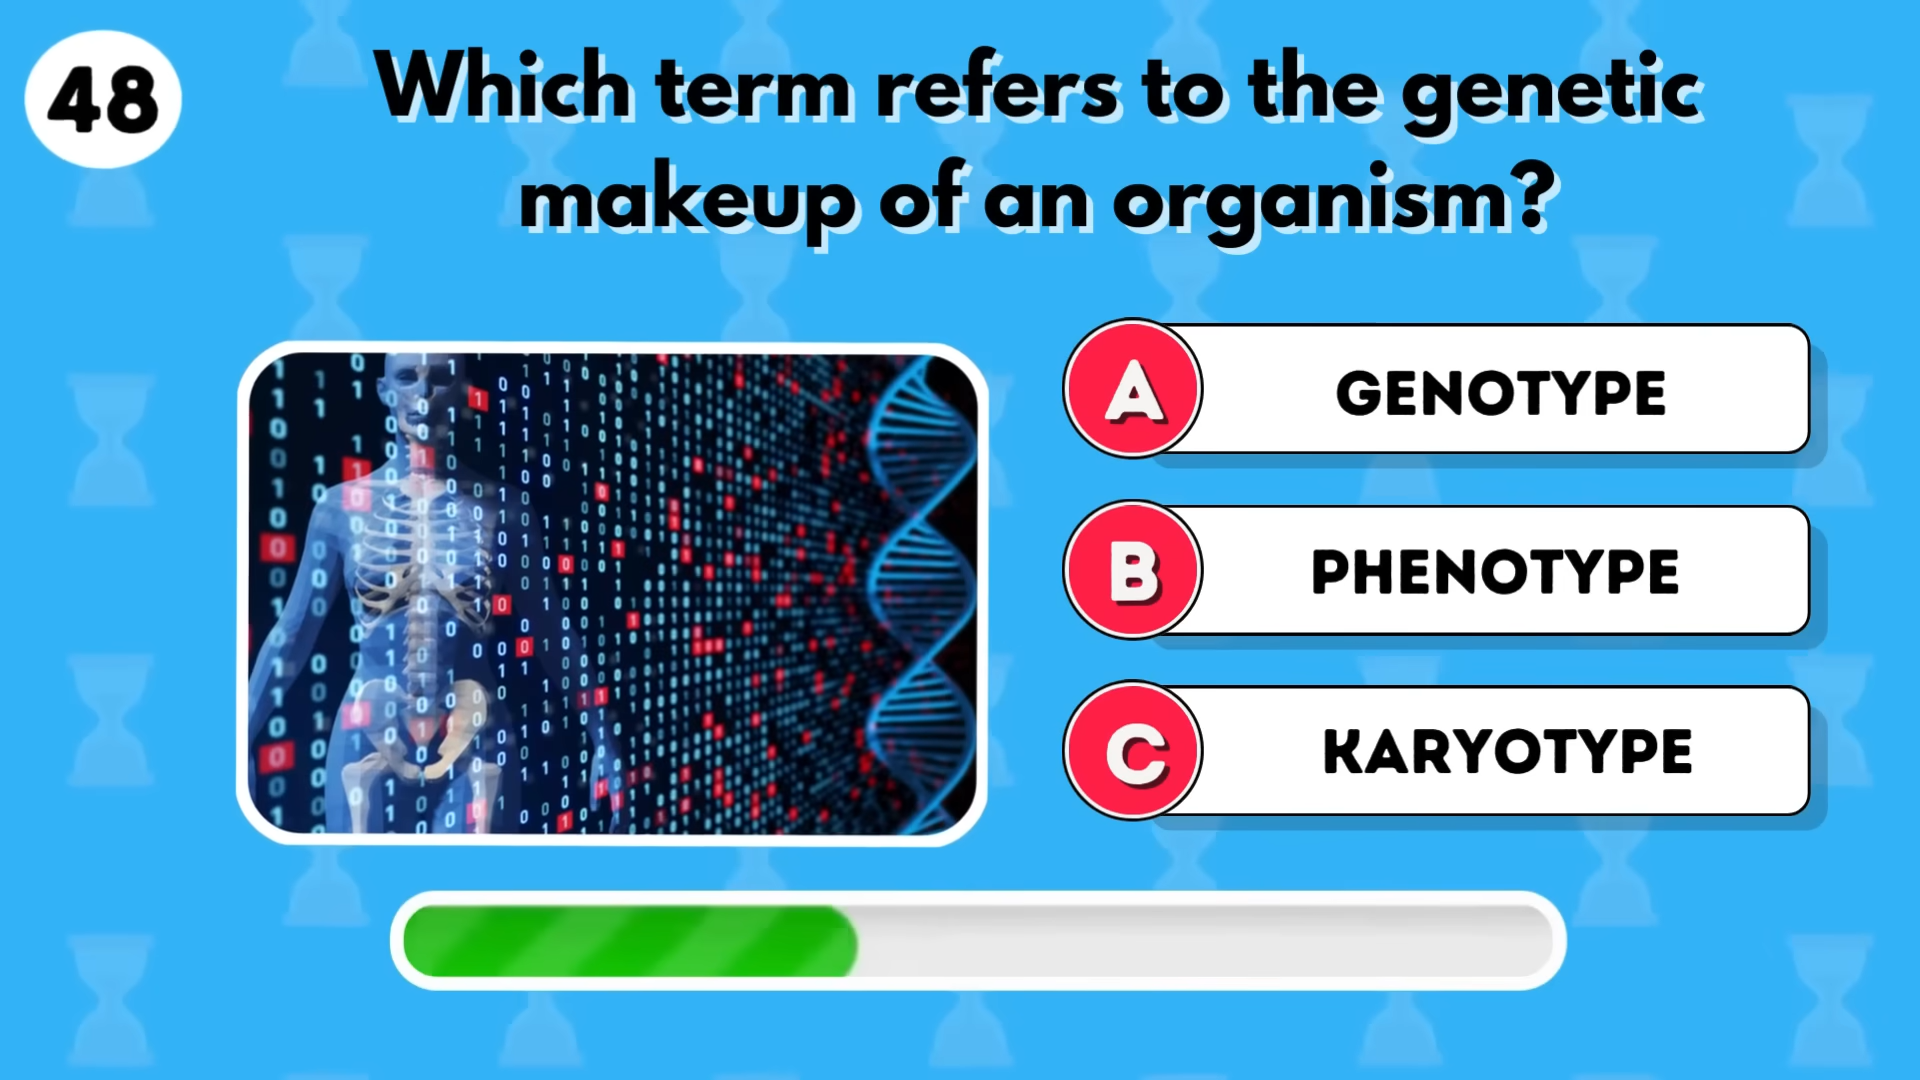 48
Which term refers to the genetic
makeup of an organism?
A GENOTYPE
B PHENOTYPE
C KARYOTYPE